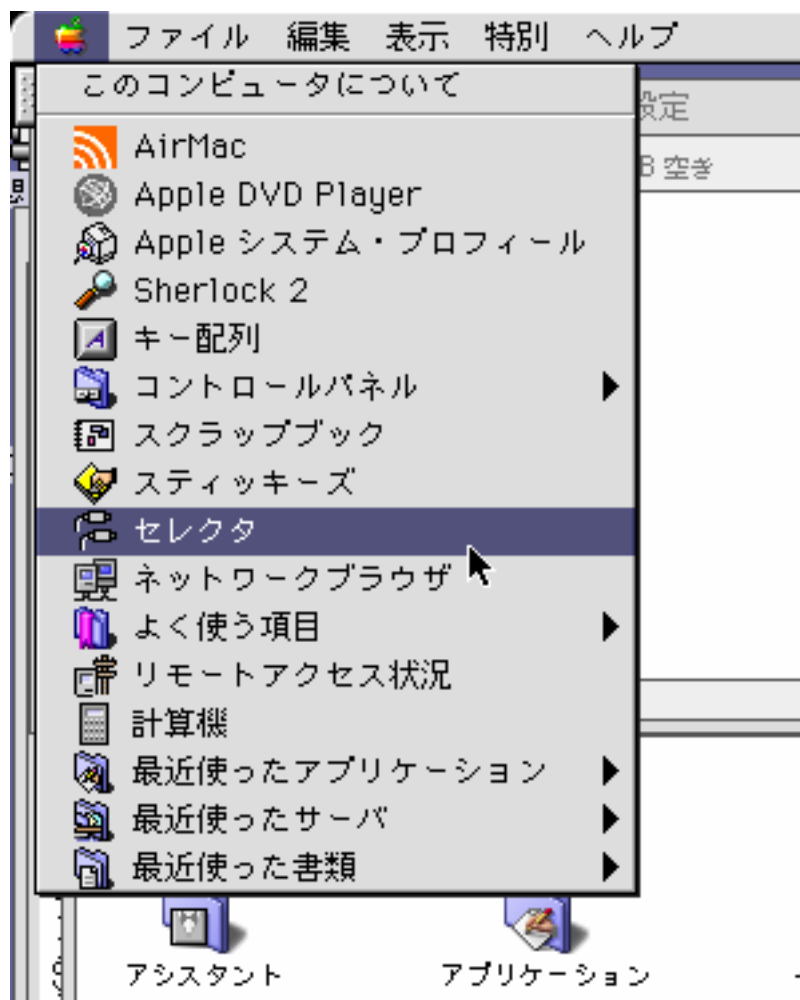 ファイル 編集 表示 特別 ヘルプ
このコンピュータについて
設定
AirMac
B 空き
Apple DVD Player
Apple システム・プロフィール
Sherlock 2
キー配列
コントロールパネル
スクラップブック
スティッキーズ
セレクタ
ネットワークブラウザ
よく使う項目
リモートアクセス状況
計算機
最近使ったアプリケーション
最近使ったサーバ
最近使った書類
アシスタント アプリケーション